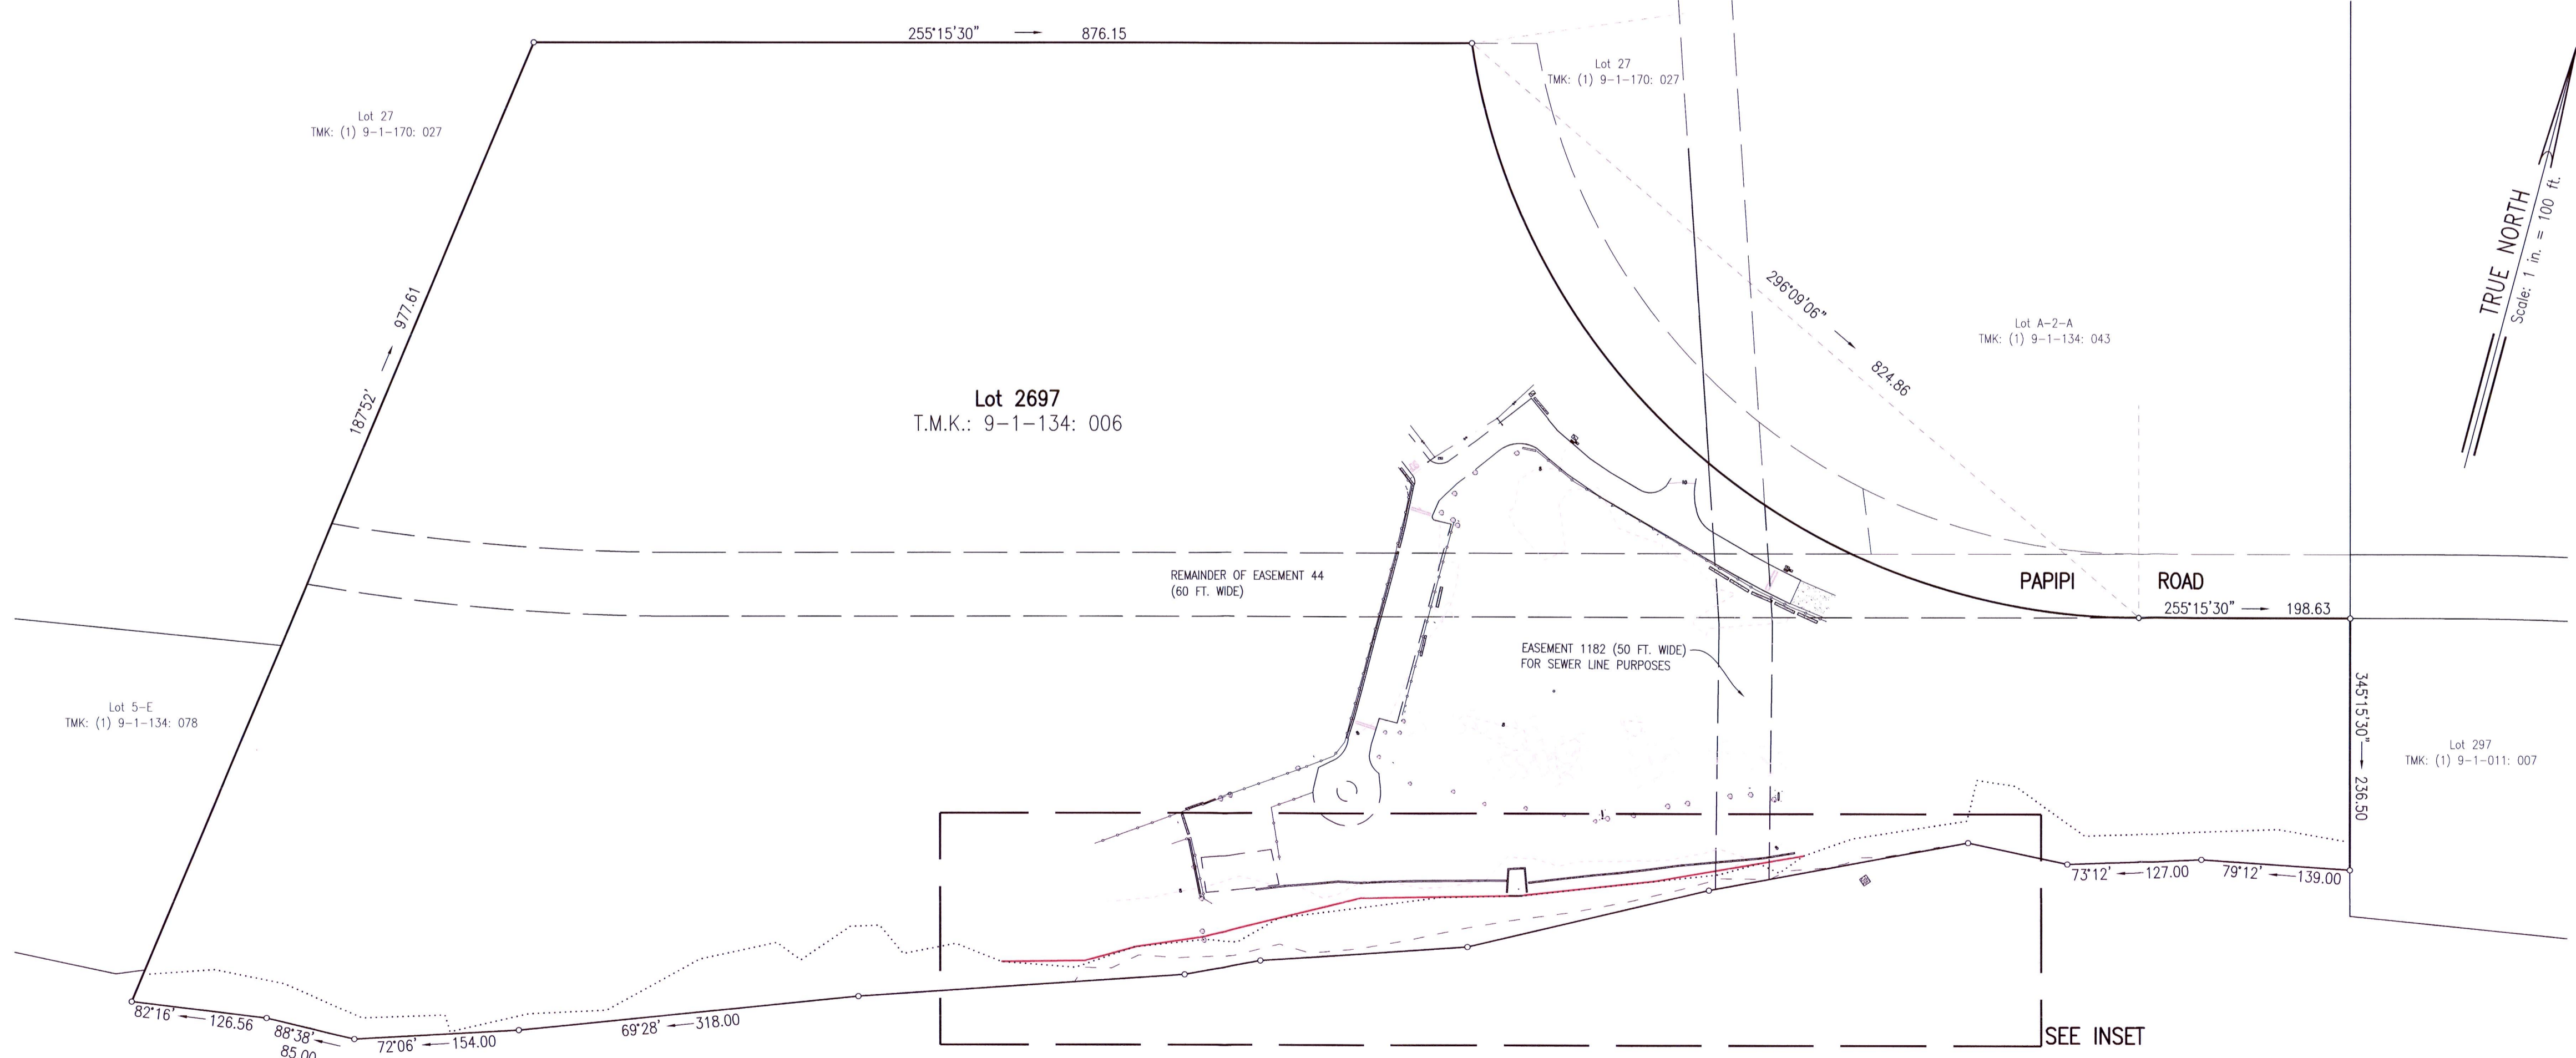 255°15'30" 876.15
Lot 27
TMK: (1) 9-1-170: 027
Lot 27
TMK: (1) 9-1-170: 027
TRUE NORTH
Scale: 1 in. = 100 ft.
187°52' 977.61
296°09'06" 824.86
Lot A-2-A
TMK: (1) 9-1-134: 043
Lot 2697
T.M.K.: 9-1-134: 006
REMAINDER OF EASEMENT 44
(60 FT. WIDE)
PAPIPI ROAD
255°15'30" 198.63
EASEMENT 1182 (50 FT. WIDE)
FOR SEWER LINE PURPOSES
345°15'30" 236.50
Lot 5-E
TMK: (1) 9-1-134: 078
Lot 297
TMK: (1) 9-1-011: 007
73°12' 127.00
79°12' 139.00
82°16' 126.56
88°38'
85.00
72°06' 154.00
69°28' 318.00
SEE INSET